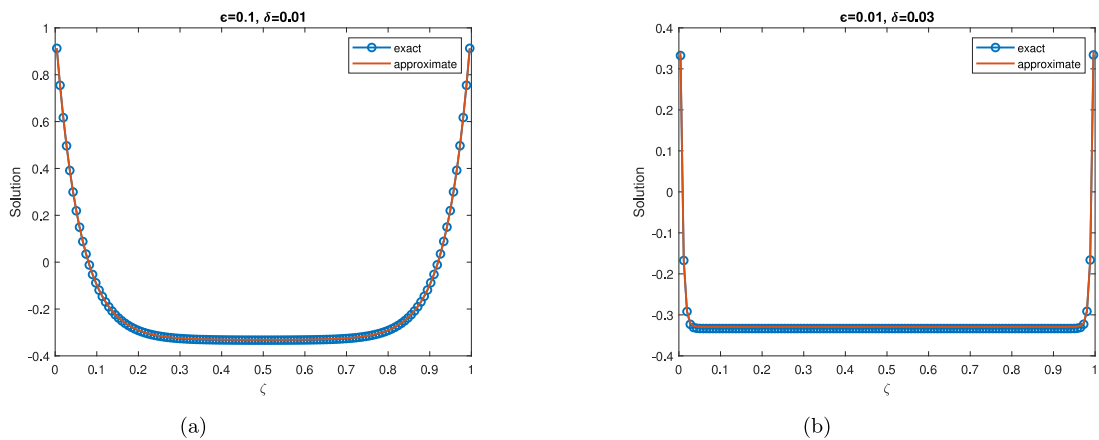 ϵ=0.1, δ=0.01
1
0.8
0.6
0.4
0.2
0
-0.2
-0.4
Solution
exact
approximate
0 0.1 0.2 0.3 0.4 0.5 0.6 0.7 0.8 0.9 1
ζ
(a)
ϵ=0.01, δ=0.03
0.4
0.3
0.2
0.1
0
-0.1
-0.2
-0.3
-0.4
Solution
exact
approximate
0 0.1 0.2 0.3 0.4 0.5 0.6 0.7 0.8 0.9 1
ζ
(b)